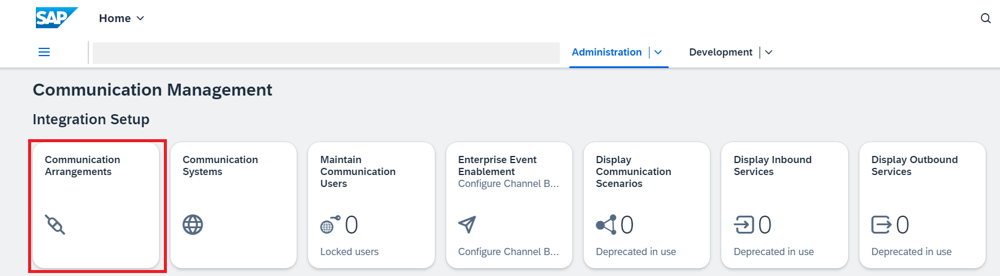 SAP
Home
Administration
Development
Communication Management
Integration Setup
Communication
Arrangements
Communication
Systems
Maintain
Communication
Users
0
Locked users
Enterprise Event
Enablement
Configure Channel B...
Configure Channel B...
Display
Communication
Scenarios
0
Deprecated in use
Display Inbound
Services
0
Deprecated in use
Display Outbound
Services
0
Deprecated in use